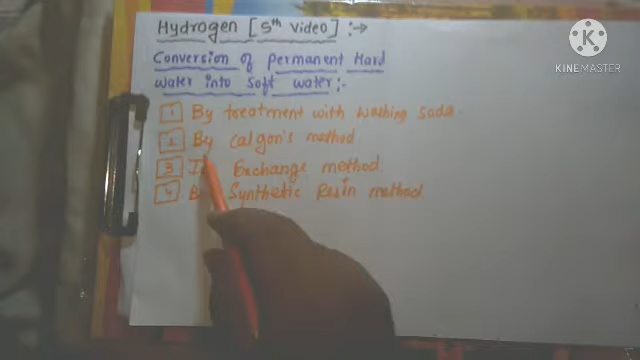 Hydrogen [5th Video] :→
Conversion of Permanent Hard
Water into Soft Water:-
1 By treatment with washing Soda
2 By Calgon's method
3 Exchange method
4 Synthetic Resin method.
KINEMASTER